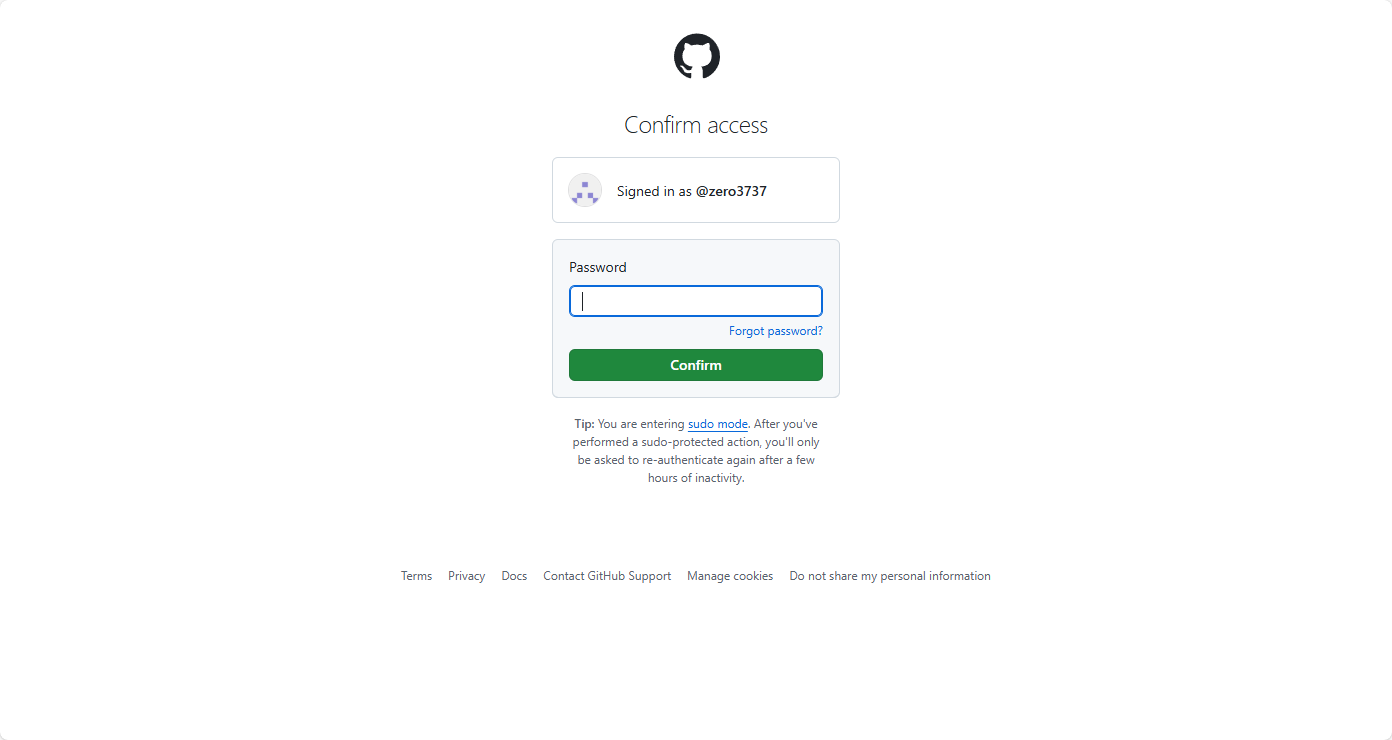 Confirm access
Signed in as @zero3737
Password
Forgot password?
Confirm
Tip: You are entering sudo mode. After you've
performed a sudo-protected action, you'll only
be asked to re-authenticate again after a few
hours of inactivity.
Terms Privacy Docs Contact GitHub Support Manage cookies Do not share my personal information